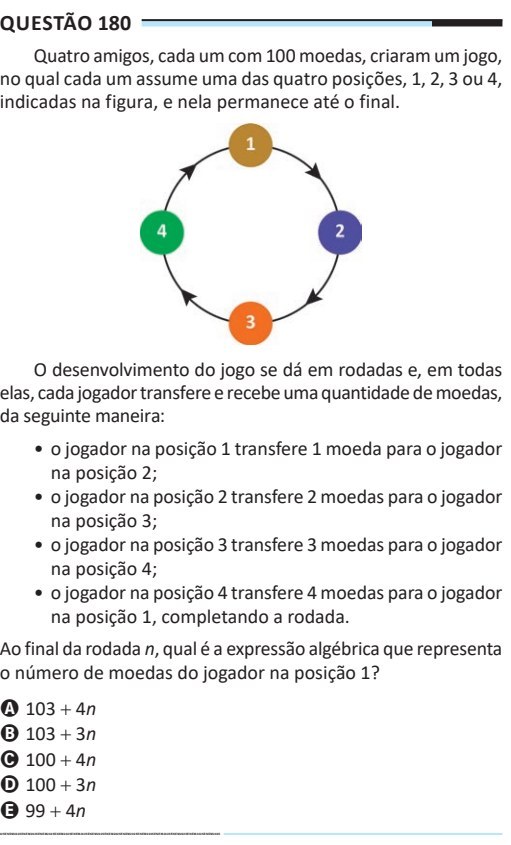 QUESTÃO 180
Quatro amigos, cada um com 100 moedas, criaram um jogo,
no qual cada um assume uma das quatro posições, 1, 2, 3 ou 4,
indicadas na figura, e nela permanece até o final.
1
4
2
3
O desenvolvimento do jogo se dá em rodadas e, em todas
elas, cada jogador transfere e recebe uma quantidade de moedas,
da seguinte maneira:
• o jogador na posição 1 transfere 1 moeda para o jogador
na posição 2;
• o jogador na posição 2 transfere 2 moedas para o jogador
na posição 3;
• o jogador na posição 3 transfere 3 moedas para o jogador
na posição 4;
• o jogador na posição 4 transfere 4 moedas para o jogador
na posição 1, completando a rodada.
Ao final da rodada n, qual é a expressão algébrica que representa
o número de moedas do jogador na posição 1?
A 103 + 4n
B 103 + 3n
C 100 + 4n
D 100 + 3n
E 99 + 4n